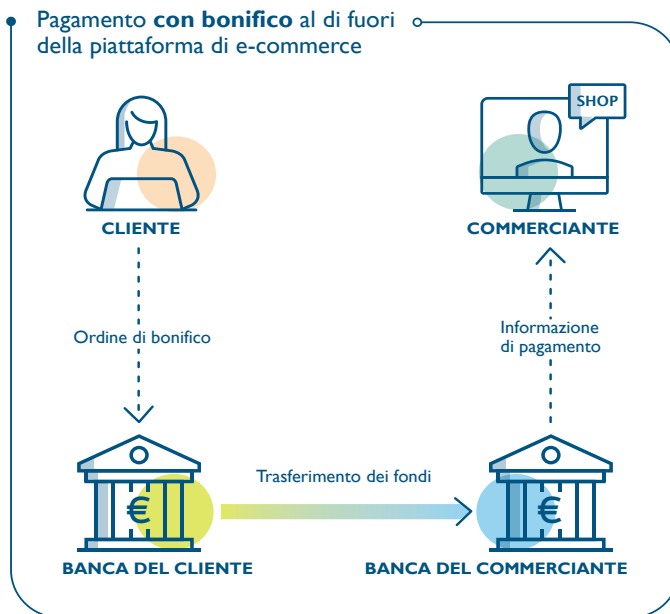 Pagamento con bonifico al di fuori
della piattaforma di e-commerce
SHOP
CLIENTE
COMMERCIANTE
Ordine di bonifico
Informazione
di pagamento
Trasferimento dei fondi
€
€
BANCA DEL CLIENTE
BANCA DEL COMMERCIANTE